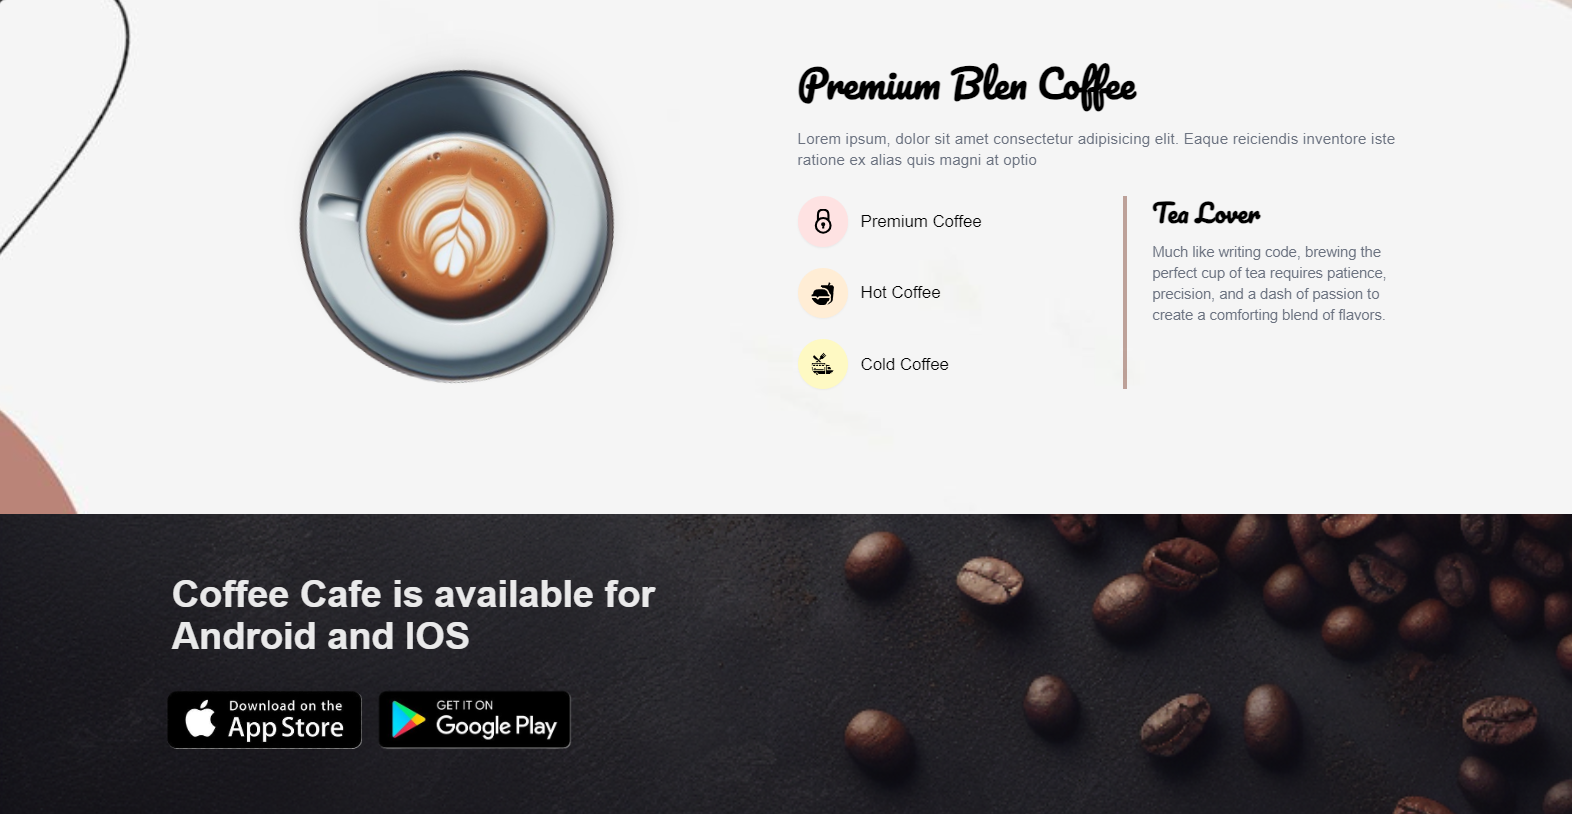 Premium Blen Coffee
Lorem ipsum, dolor sit amet consectetur adipisicing elit. Eaque reiciendis inventore iste
ratione ex alias quis magni at optio
Premium Coffee
Hot Coffee
Cold Coffee
Tea Lover
Much like writing code, brewing the
perfect cup of tea requires patience,
precision, and a dash of passion to
create a comforting blend of flavors.
Coffee Cafe is available for
Android and IOS
Download on the
App Store
GET IT ON
Google Play